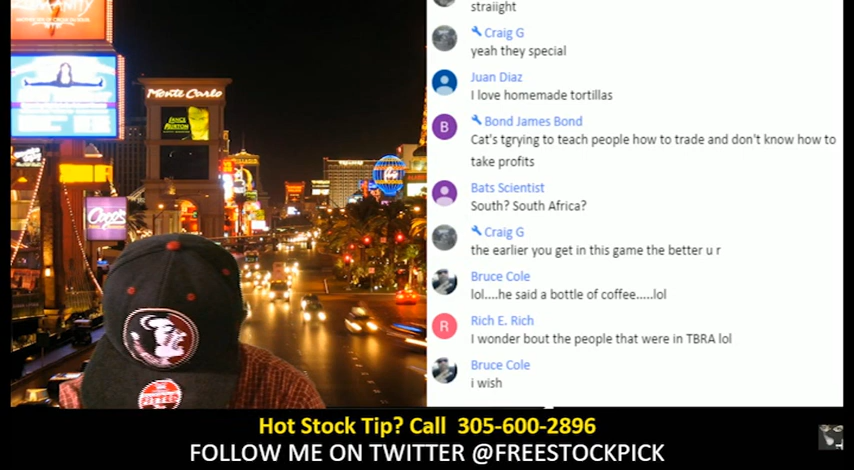 HUMANITY
Monte Carlo
LANCE
BURTON
straiight
Craig G
yeah they special
Juan Diaz
I love homemade tortillas
B
Bond James Bond
Cat's tgrying to teach people how to trade and don't know how to
take profits
Bats Scientist
South? South Africa?
Craig G
the earlier you get in this game the better u r
Bruce Cole
lol....he said a bottle of coffee.....lol
R
Rich E. Rich
I wonder bout the people that were in TBRA lol
Bruce Cole
i wish
FITTED
Hot Stock Tip? Call 305-600-2896
FOLLOW ME ON TWITTER @FREESTOCKPICK